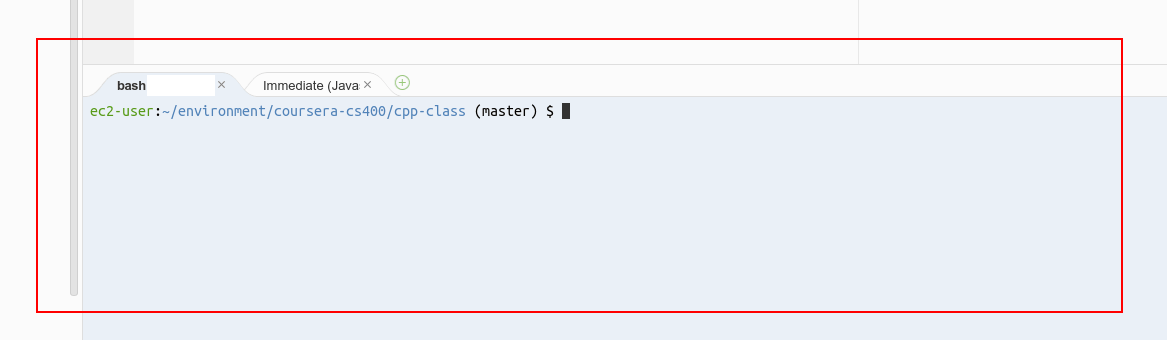 bash Immediate (Java
ec2-user:~/environment/coursera-cs400/cpp-class (master) $